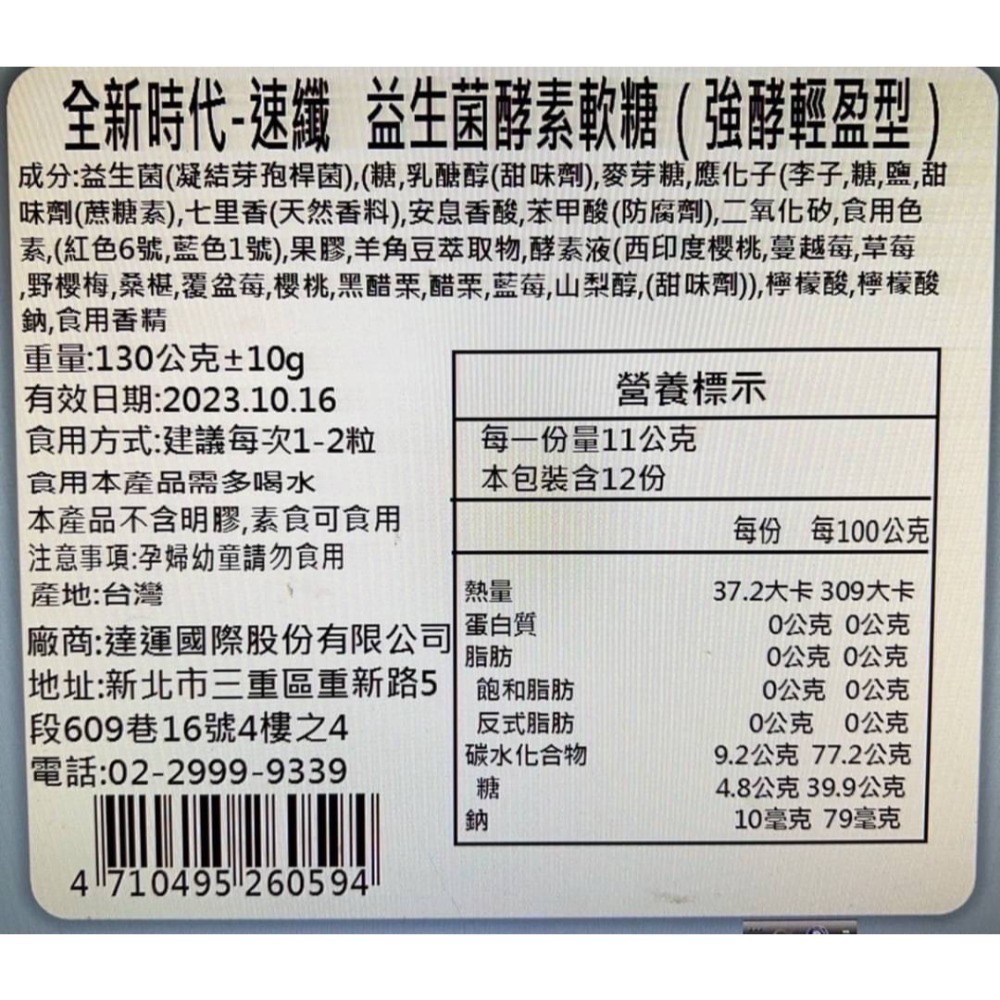 全新時代-速纖 益生菌酵素軟糖(強酵輕盈型)
成分:益生菌(凝結芽孢桿菌),(糖,乳醣醇(甜味劑),麥芽糖,應化子(李子,糖,鹽,甜
味劑(蔗糖素),七里香(天然香料),安息香酸,苯甲酸(防腐劑),二氧化矽,食用色
素,(紅色6號,藍色1號),果膠,羊角豆萃取物,酵素液(西印度櫻桃,蔓越莓,草莓
,野櫻梅,桑椹,覆盆莓,櫻桃,黑醋栗,醋栗,藍莓,山梨醇,(甜味劑)),檸檬酸,檸檬酸
鈉,食用香精
重量:130公克±10g
有效日期:2023.10.16
食用方式:建議每次1-2粒
食用本產品需多喝水
本產品不含明膠,素食可食用
注意事項:孕婦幼童請勿食用
產地:台灣
廠商:達運國際股份有限公司
地址:新北市三重區重新路5
段609巷16號4樓之4
電話:02-2999-9339
4 710495 260594
營養標示
每一份量11公克
本包裝含12份
每份 每100公克
熱量 37.2大卡 309大卡
蛋白質 0公克 0公克
脂肪 0公克 0公克
飽和脂肪 0公克 0公克
反式脂肪 0公克 0公克
碳水化合物 9.2公克 77.2公克
糖 4.8公克 39.9公克
鈉 10毫克 79毫克